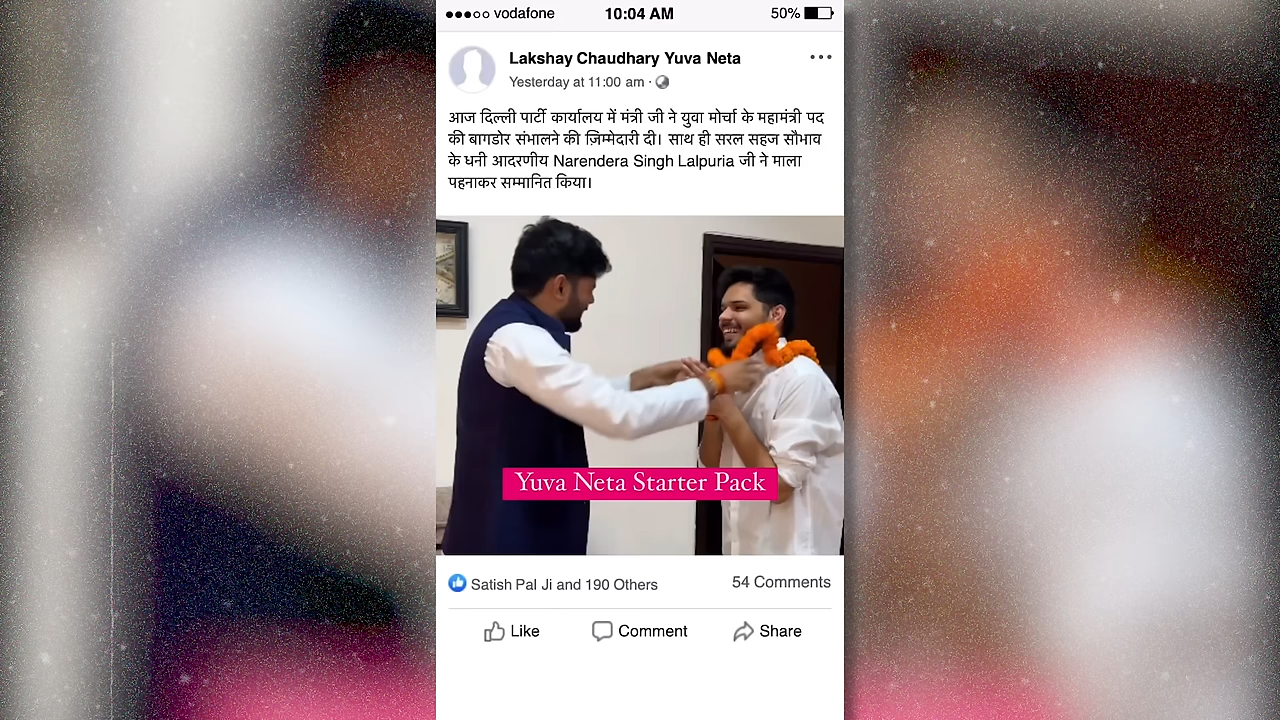 vodafone 10:04 AM 50%
Lakshay Chaudhary Yuva Neta
Yesterday at 11:00 am ·
आज दिल्ली पार्टी कार्यालय में मंत्री जी ने युवा मोर्चा के महामंत्री पद
की बागडोर संभालने की ज़िम्मेदारी दी। साथ ही सरल सहज सौभाव
के धनी आदरणीय Narendera Singh Lalpuria जी ने माला
पहनाकर सम्मानित किया।
Yuva Neta Starter Pack
Satish Pal Ji and 190 Others 54 Comments
Like Comment Share